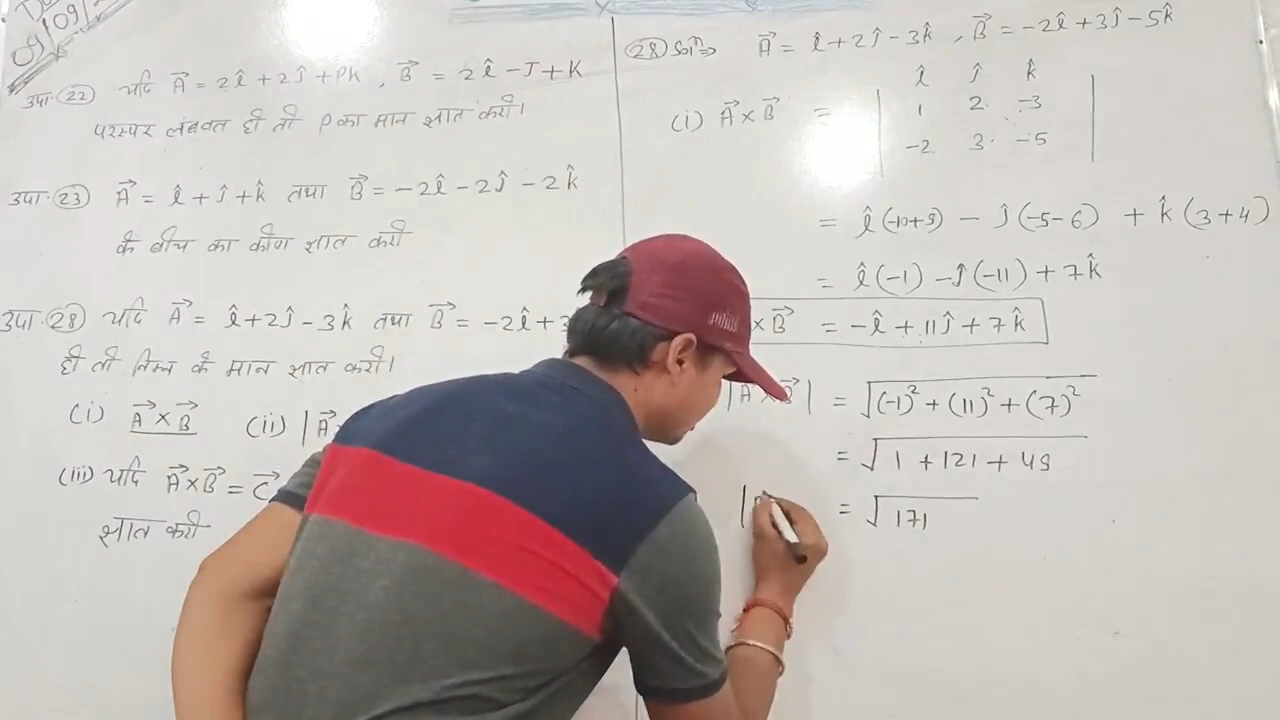 09/09/
उदा. (22) यदि A⃗ = 2î + 2J + PK , B⃗ = 2î - J + K
परस्पर लंबवत हो तो P का मान ज्ञात करो।
उदा. (23) A⃗ = î + ĵ + k̂ तथा B⃗ = -2î - 2ĵ - 2k̂
के बीच का कोण ज्ञात करो
उदा. (28) यदि A⃗ = î + 2ĵ - 3k̂ तथा B⃗ = -2î + 3
हो तो निम्न के मान ज्ञात करो।
(i) A⃗ × B⃗ (ii) | A⃗
(iii) यदि A⃗ × B⃗ = C⃗
ज्ञात करो
(28) Solⁿ ⇒ A⃗ = î + 2ĵ - 3k̂ , B⃗ = -2î + 3ĵ - 5k̂
î ĵ k̂
(i) A⃗ × B⃗ = | 1 2 -3 |
-2 3 -5
= î (-10+9) - ĵ (-5-6) + k̂ (3+4)
= î (-1) - ĵ (-11) + 7k̂
× B⃗ = -î + 11ĵ + 7k̂
| A × B⃗ | = √(-1)² + (11)² + (7)²
= √1 + 121 + 49
| = √171